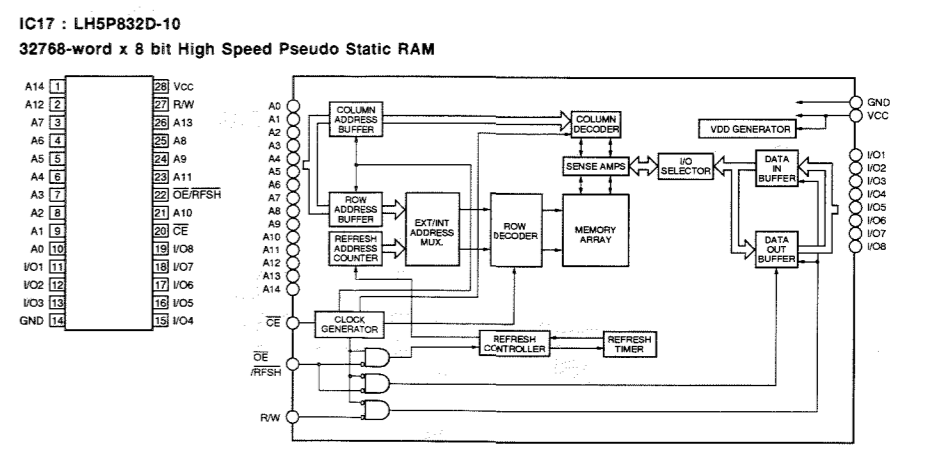 IC17 : LH5P832D-10
32768-word x 8 bit High Speed Pseudo Static RAM
A14 1
A12 2
A7 3
A6 4
A5 5
A4 6
A3 7
A2 8
A1 9
A0 10
I/O1 11
I/O2 12
I/O3 13
GND 14
28 Vcc
27 R/W
26 A13
25 A8
24 A9
23 A11
22 OE/RFSH
21 A10
20 CE
19 I/O8
18 I/O7
17 I/O6
16 I/O5
15 I/O4
A0
A1
A2
A3
A4
A5
A6
A7
A8
A9
A10
A11
A12
A13
A14
CE
OE
/RFSH
R/W
COLUMN
ADDRESS
BUFFER
ROW
ADDRESS
BUFFER
REFRESH
ADDRESS
COUNTER
EXT/INT
ADDRESS
MUX.
ROW
DECODER
COLUMN
DECODER
SENSE AMPS
MEMORY
ARRAY
I/O
SELECTOR
VDD GENERATOR
DATA
IN
BUFFER
DATA
OUT
BUFFER
CLOCK
GENERATOR
REFRESH
CONTROLLER
REFRESH
TIMER
GND
VCC
I/O1
I/O2
I/O3
I/O4
I/O5
I/O6
I/O7
I/O8